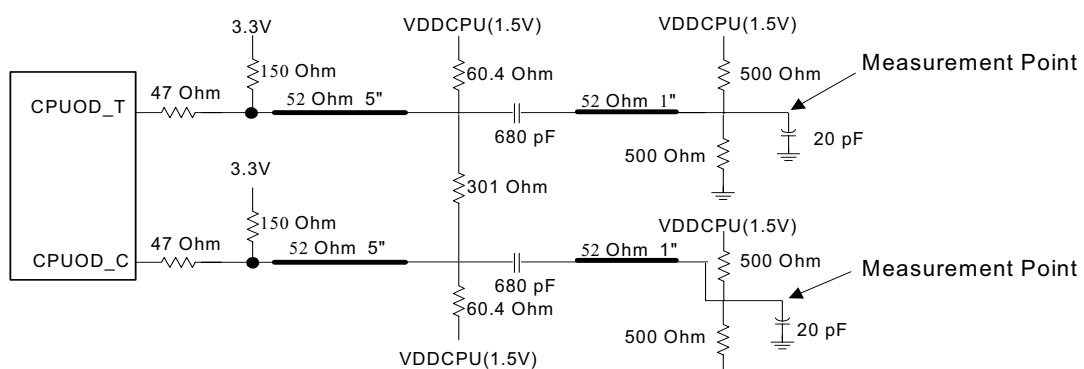 3.3V
VDDCPU(1.5V)
VDDCPU(1.5V)
150 Ohm
60.4 Ohm
500 Ohm
Measurement Point
47 Ohm
CPUOD_T
52 Ohm 5"
52 Ohm 1"
680 pF
20 pF
500 Ohm
3.3V
301 Ohm
150 Ohm
VDDCPU(1.5V)
47 Ohm
CPUOD_C
52 Ohm 5"
52 Ohm 1"
500 Ohm
Measurement Point
680 pF
60.4 Ohm
20 pF
500 Ohm
VDDCPU(1.5V)